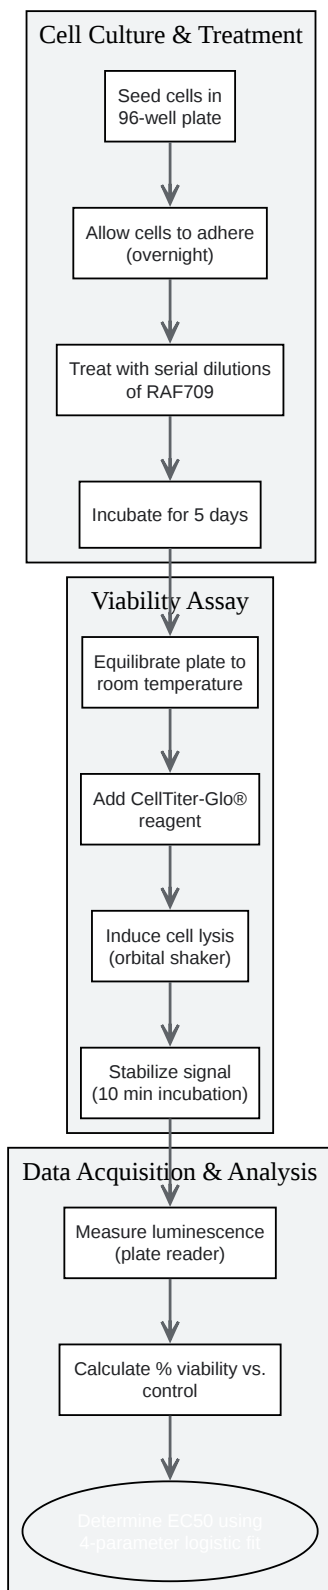 Cell Culture & Treatment
Seed cells in
96-well plate
Allow cells to adhere
(overnight)
Treat with serial dilutions
of RAF709
Incubate for 5 days
Viability Assay
Equilibrate plate to
room temperature
Add CellTiter-Glo®
reagent
Induce cell lysis
(orbital shaker)
Stabilize signal
(10 min incubation)
Data Acquisition & Analysis
Measure luminescence
(plate reader)
Calculate % viability vs.
control
Determine EC50 using
4-parameter logistic fit